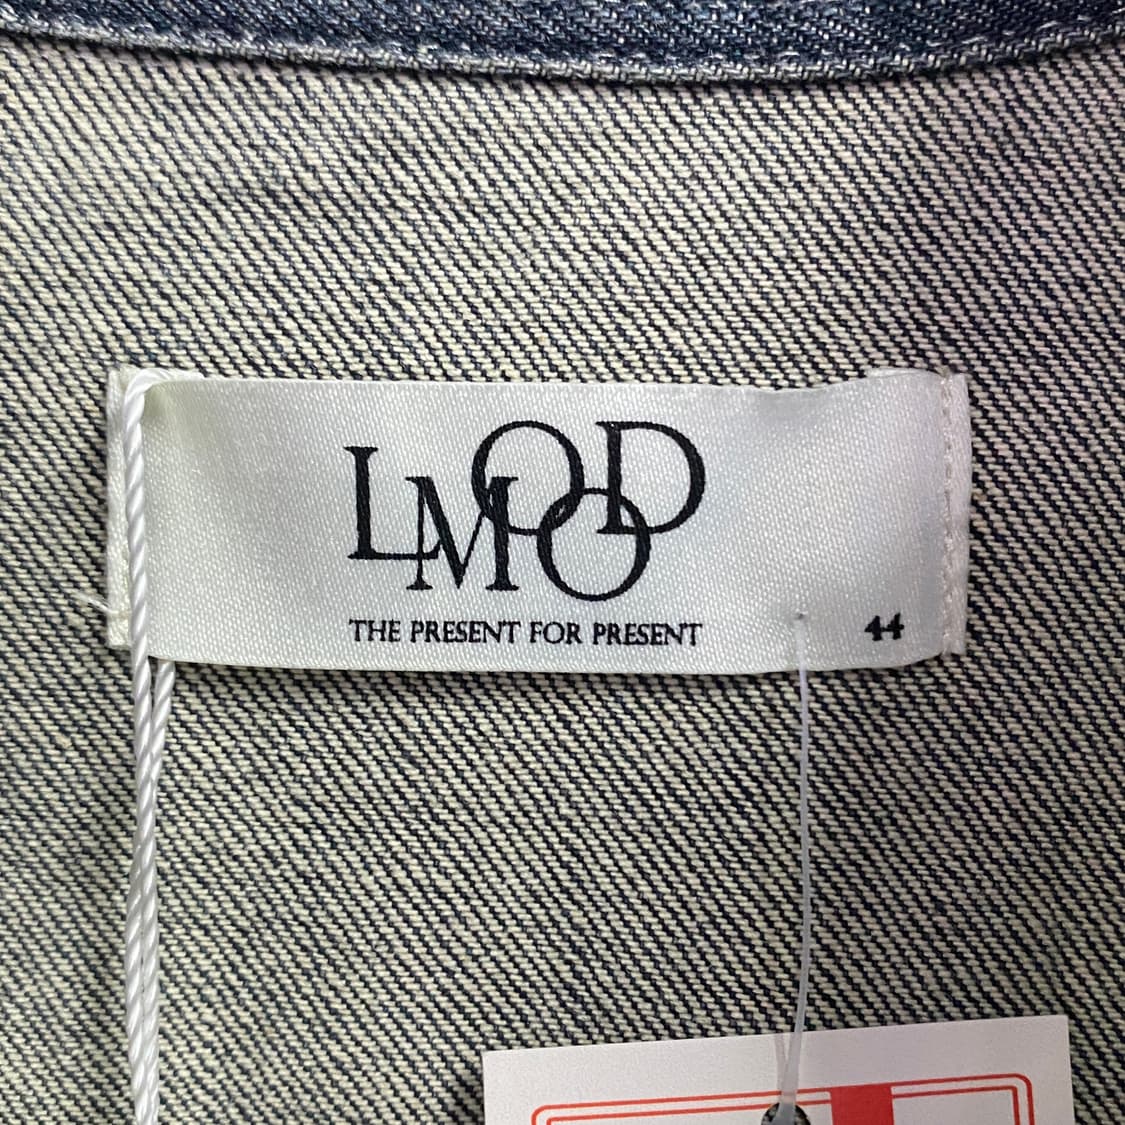 LMOOD
THE PRESENT FOR PRESENT
44